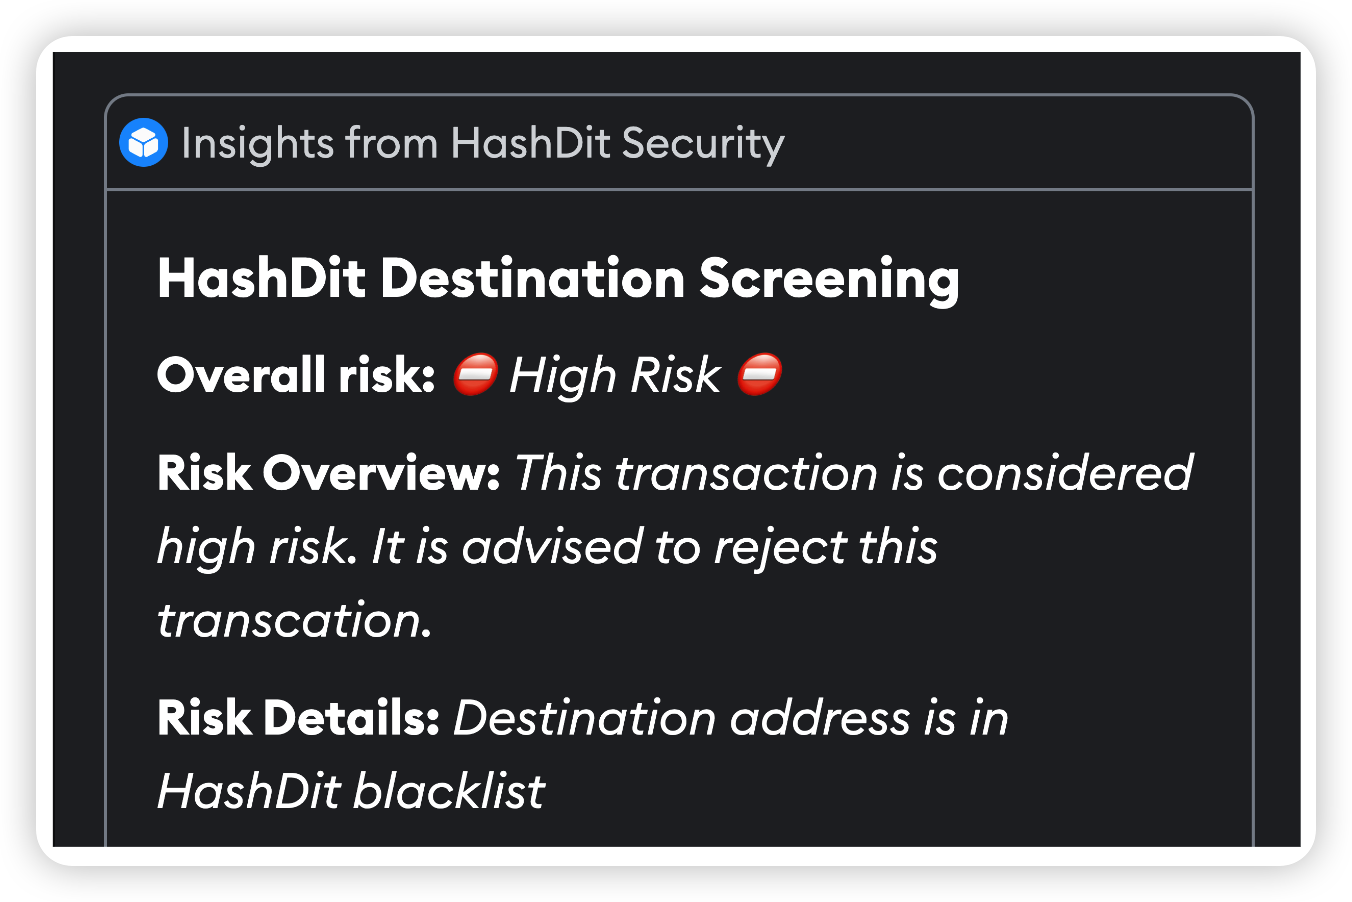 Insights from HashDit Security
HashDit Destination Screening
Overall risk: ⛔ High Risk ⛔
Risk Overview: This transaction is considered
high risk. It is advised to reject this
transcation.
Risk Details: Destination address is in
HashDit blacklist